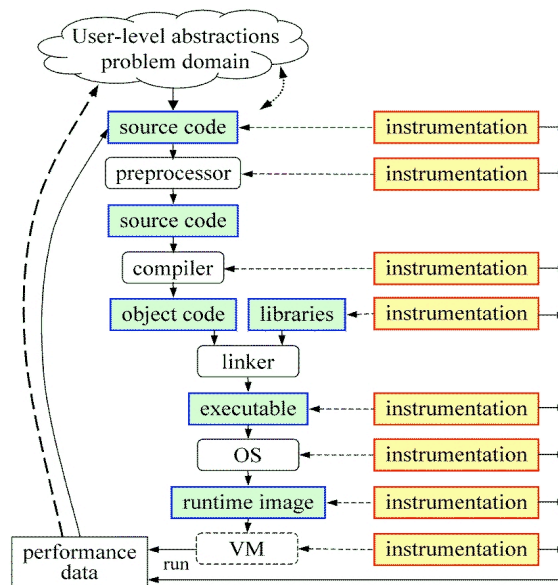 User-level abstractions
problem domain
source code
instrumentation
preprocessor
instrumentation
source code
compiler
instrumentation
object code
libraries
instrumentation
linker
executable
instrumentation
OS
instrumentation
runtime image
instrumentation
performance
data
run
VM
instrumentation